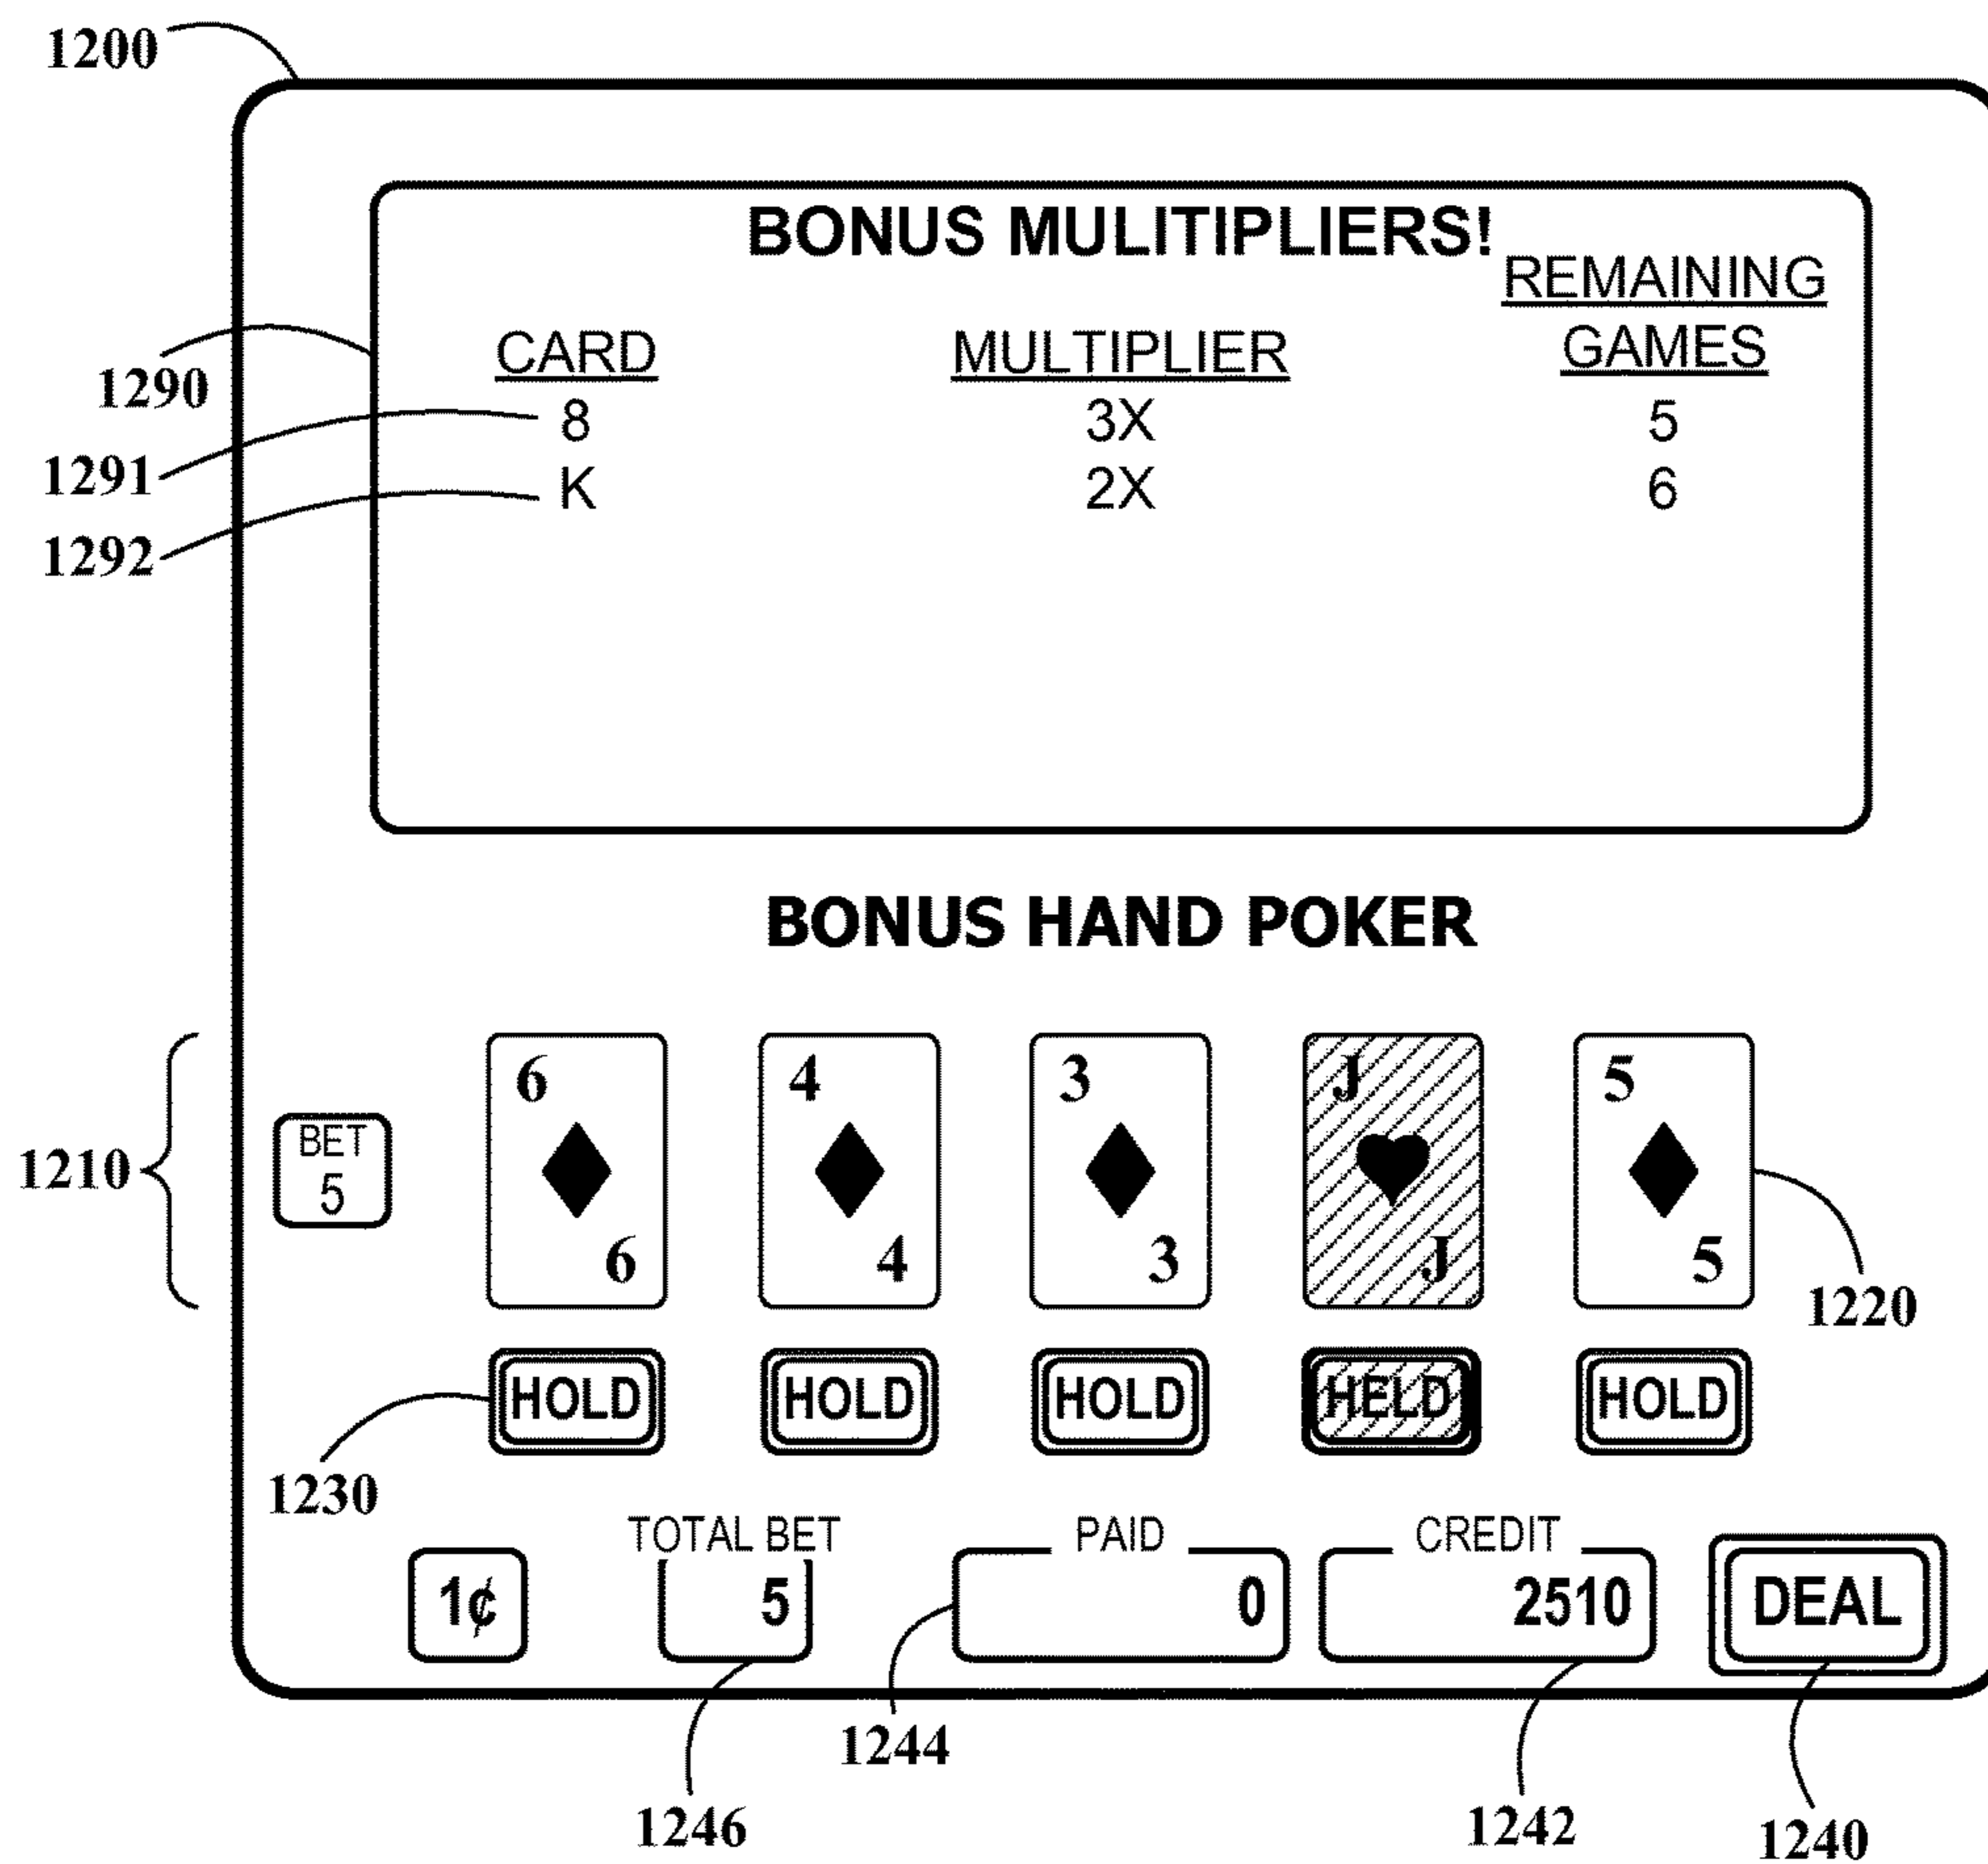 1200
BONUS MULITIPLIERS!
REMAINING
CARD MULTIPLIER GAMES
1290
8 3X 5
1291
K 2X 6
1292
BONUS HAND POKER
6 4 3 J 5
1210
BET
5
6 4 3 J 5
1220
HOLD HOLD HOLD HELD HOLD
1230
TOTAL BET PAID CREDIT
1¢ 5 0 2510 DEAL
1244
1246 1242 1240